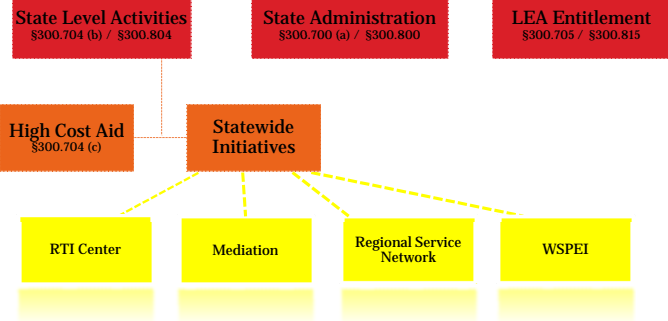 State Level Activities
§300.704 (b) / §300.804
State Administration
§300.700 (a) / §300.800
LEA Entitlement
§300.705 / §300.815
High Cost Aid
§300.704 (c)
Statewide
Initiatives
RTI Center
Mediation
Regional Service
Network
WSPEI